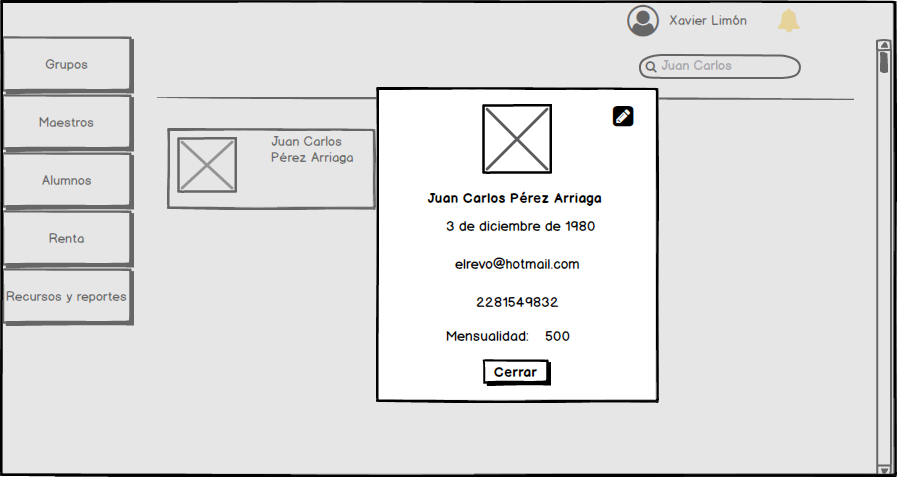 Xavier Limón
Grupos
Juan Carlos
Maestros
Alumnos
Renta
Recursos y reportes
Juan Carlos
Pérez Arriaga
Juan Carlos Pérez Arriaga
3 de diciembre de 1980
elrevo@hotmail.com
2281549832
Mensualidad: 500
Cerrar